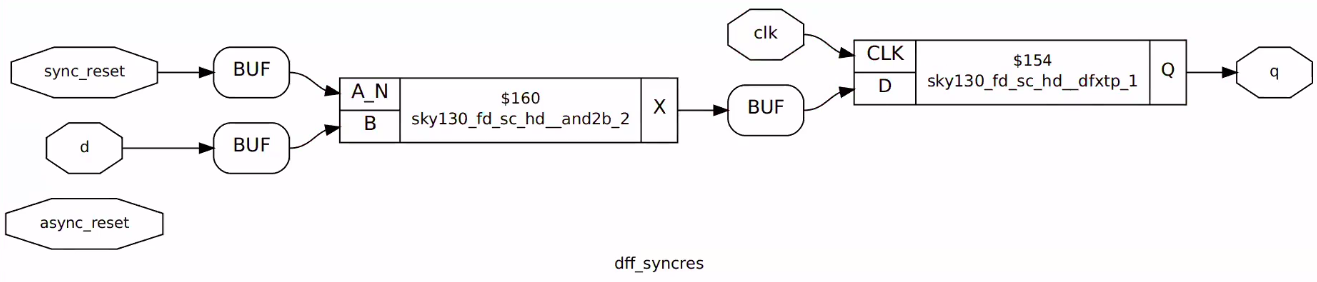 sync_reset
BUF
d
BUF
async_reset
A_N
B
$160
sky130_fd_sc_hd__and2b_2
X
BUF
clk
CLK
D
$154
sky130_fd_sc_hd__dfxtp_1
Q
q
dff_syncres